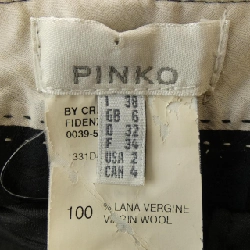 PINKO
BY CR
FIDENZ
0039-5
331D
I 38
GB 6
D 32
F 34
USA 2
CAN 4
100 % LANA VERGINE
VIRGIN WOOL